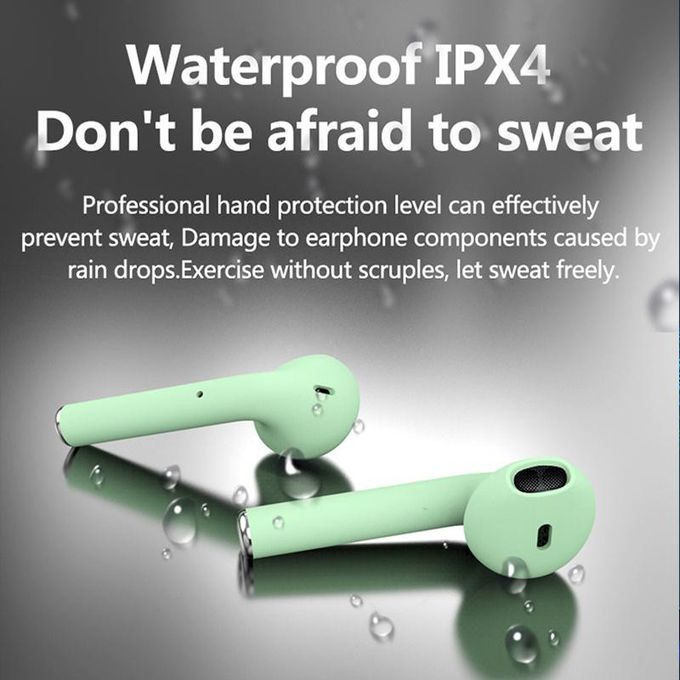 Waterproof IPX4
Don't be afraid to sweat
Professional hand protection level can effectively
prevent sweat, Damage to earphone components caused by
rain drops.Exercise without scruples, let sweat freely.